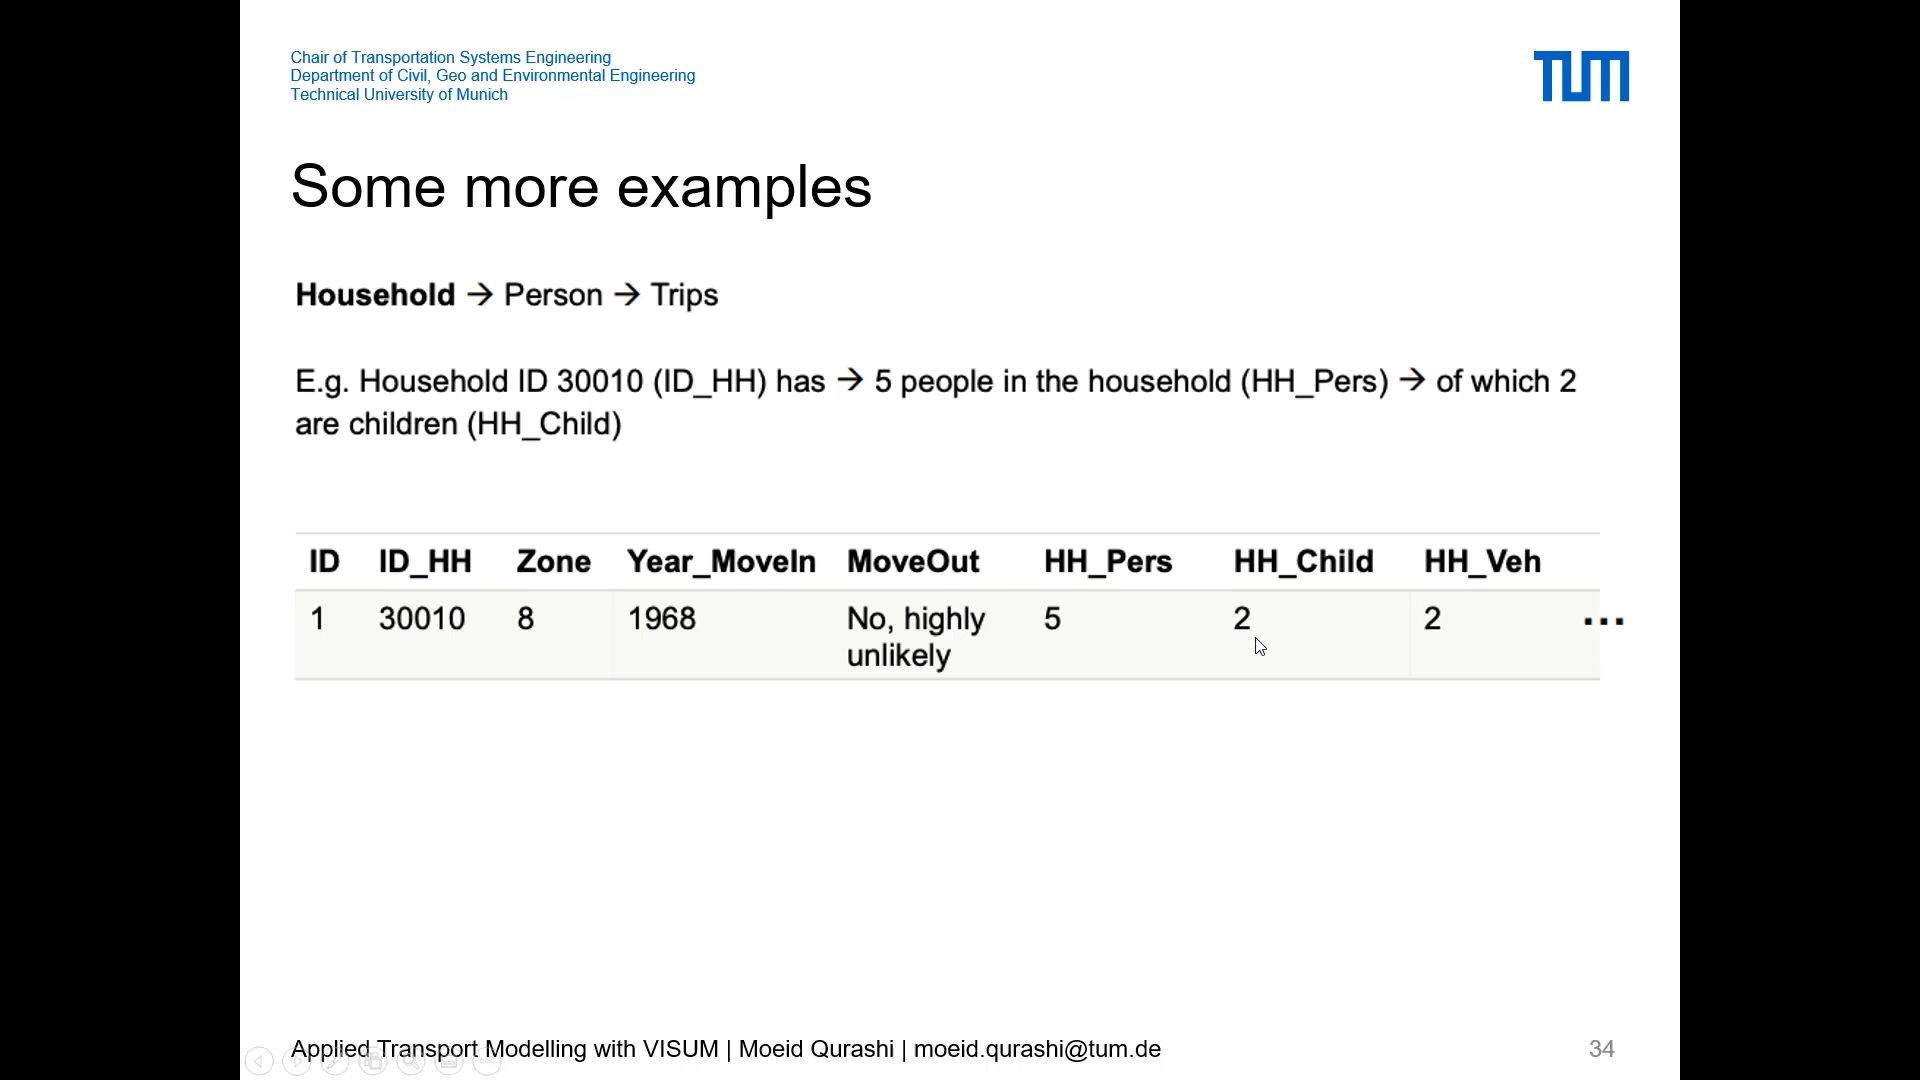 Chair of Transportation Systems Engineering
Department of Civil, Geo and Environmental Engineering
Technical University of Munich
TUM
Some more examples
Household → Person → Trips
E.g. Household ID 30010 (ID_HH) has → 5 people in the household (HH_Pers) → of which 2
are children (HH_Child)
ID ID_HH Zone Year_MoveIn MoveOut HH_Pers HH_Child HH_Veh
1 30010 8 1968 No, highly unlikely 5 2 2 ...
Applied Transport Modelling with VISUM | Moeid Qurashi | moeid.qurashi@tum.de
34